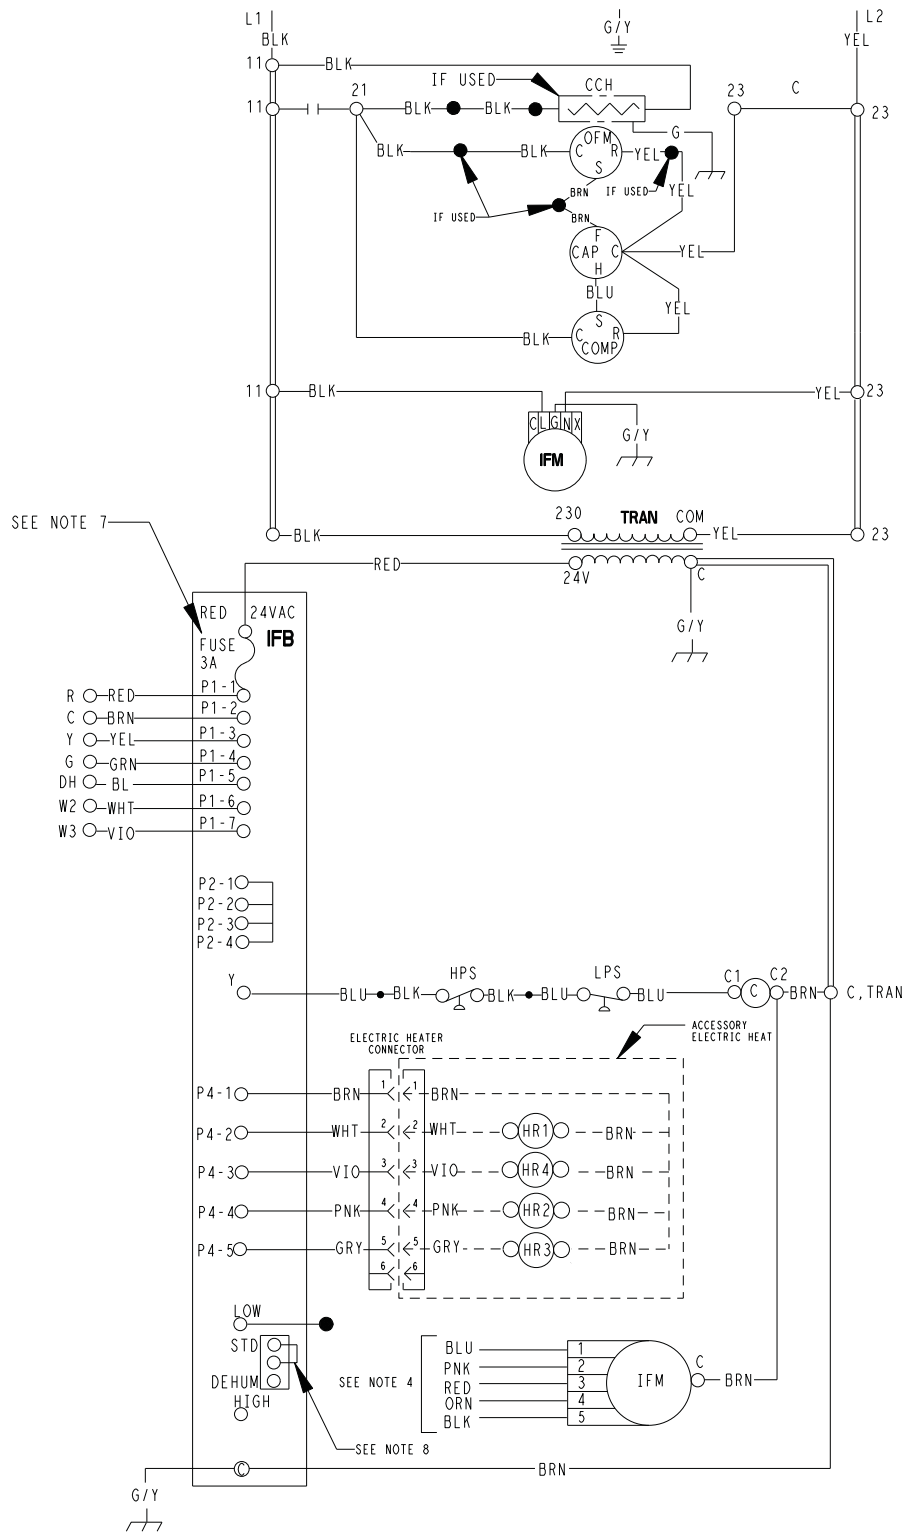 L1
G/Y
L2
BLK
YEL
11
BLK
IF USED
CCH
21
23
C
11
BLK
BLK
23
G
OFM
BLK
BLK
C
R
YEL
S
BRN
IF USED
YEL
IF USED
BRN
F
CAP
C
YEL
H
BLU
YEL
S
BLK
C
R
COMP
11
BLK
YEL
23
C L G N X
G/Y
IFM
SEE NOTE 7
230
TRAN
COM
BLK
YEL
23
RED
24V
C
RED
24VAC
G/Y
FUSE
3A
IFB
R
RED
P1-1
C
BRN
P1-2
Y
YEL
P1-3
G
GRN
P1-4
DH
BL
P1-5
W2
WHT
P1-6
W3
VIO
P1-7
P2-1
P2-2
P2-3
P2-4
Y
HPS
LPS
C1
C2
BLU
BLK
BLK
BLU
BLU
C
BRN
C,TRAN
ELECTRIC HEATER
CONNECTOR
ACCESSORY
ELECTRIC HEAT
P4-1
BRN
1
1
BRN
P4-2
WHT
2
2
WHT
HR1
BRN
P4-3
VIO
3
3
VIO
HR4
BRN
P4-4
PNK
4
4
PNK
HR2
BRN
P4-5
GRY
5
5
GRY
HR3
BRN
6
6
LOW
STD
DEHUM
HIGH
SEE NOTE 4
BLU
1
PNK
2
RED
3
ORN
4
BLK
5
IFM
C
BRN
SEE NOTE 8
C
BRN
G/Y